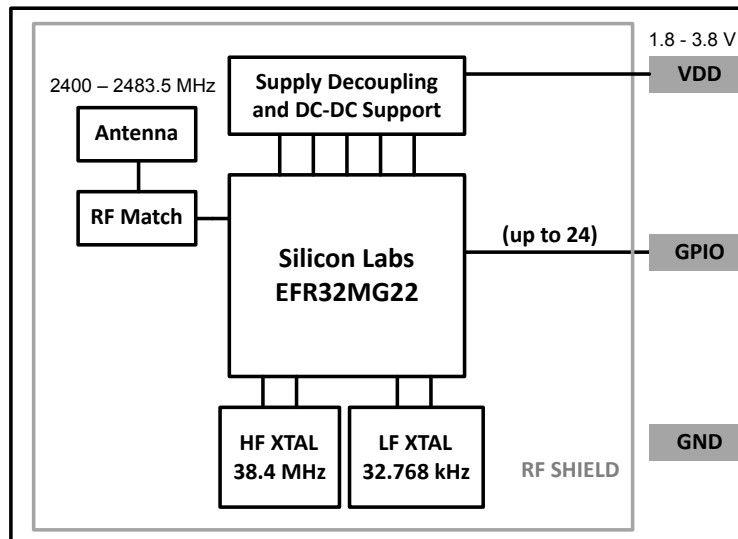 1.8 - 3.8 V
VDD
2400 – 2483.5 MHz
Supply Decoupling
and DC-DC Support
Antenna
RF Match
(up to 24)
GPIO
Silicon Labs
EFR32MG22
HF XTAL
38.4 MHz
LF XTAL
32.768 kHz
GND
RF SHIELD